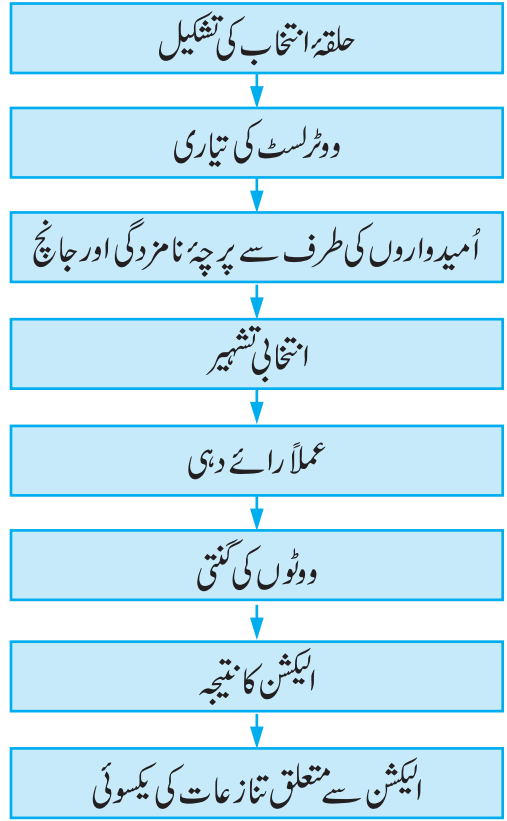 حلقۂ انتخاب کی تشکیل
ووٹر لسٹ کی تیاری
اُمیدواروں کی طرف سے پرچۂ نامزدگی اور جانچ
انتخابی تشہیر
عملاً رائے دہی
ووٹوں کی گنتی
الیکشن کا نتیجہ
الیکشن سے متعلق تنازعات کی یکسوئی